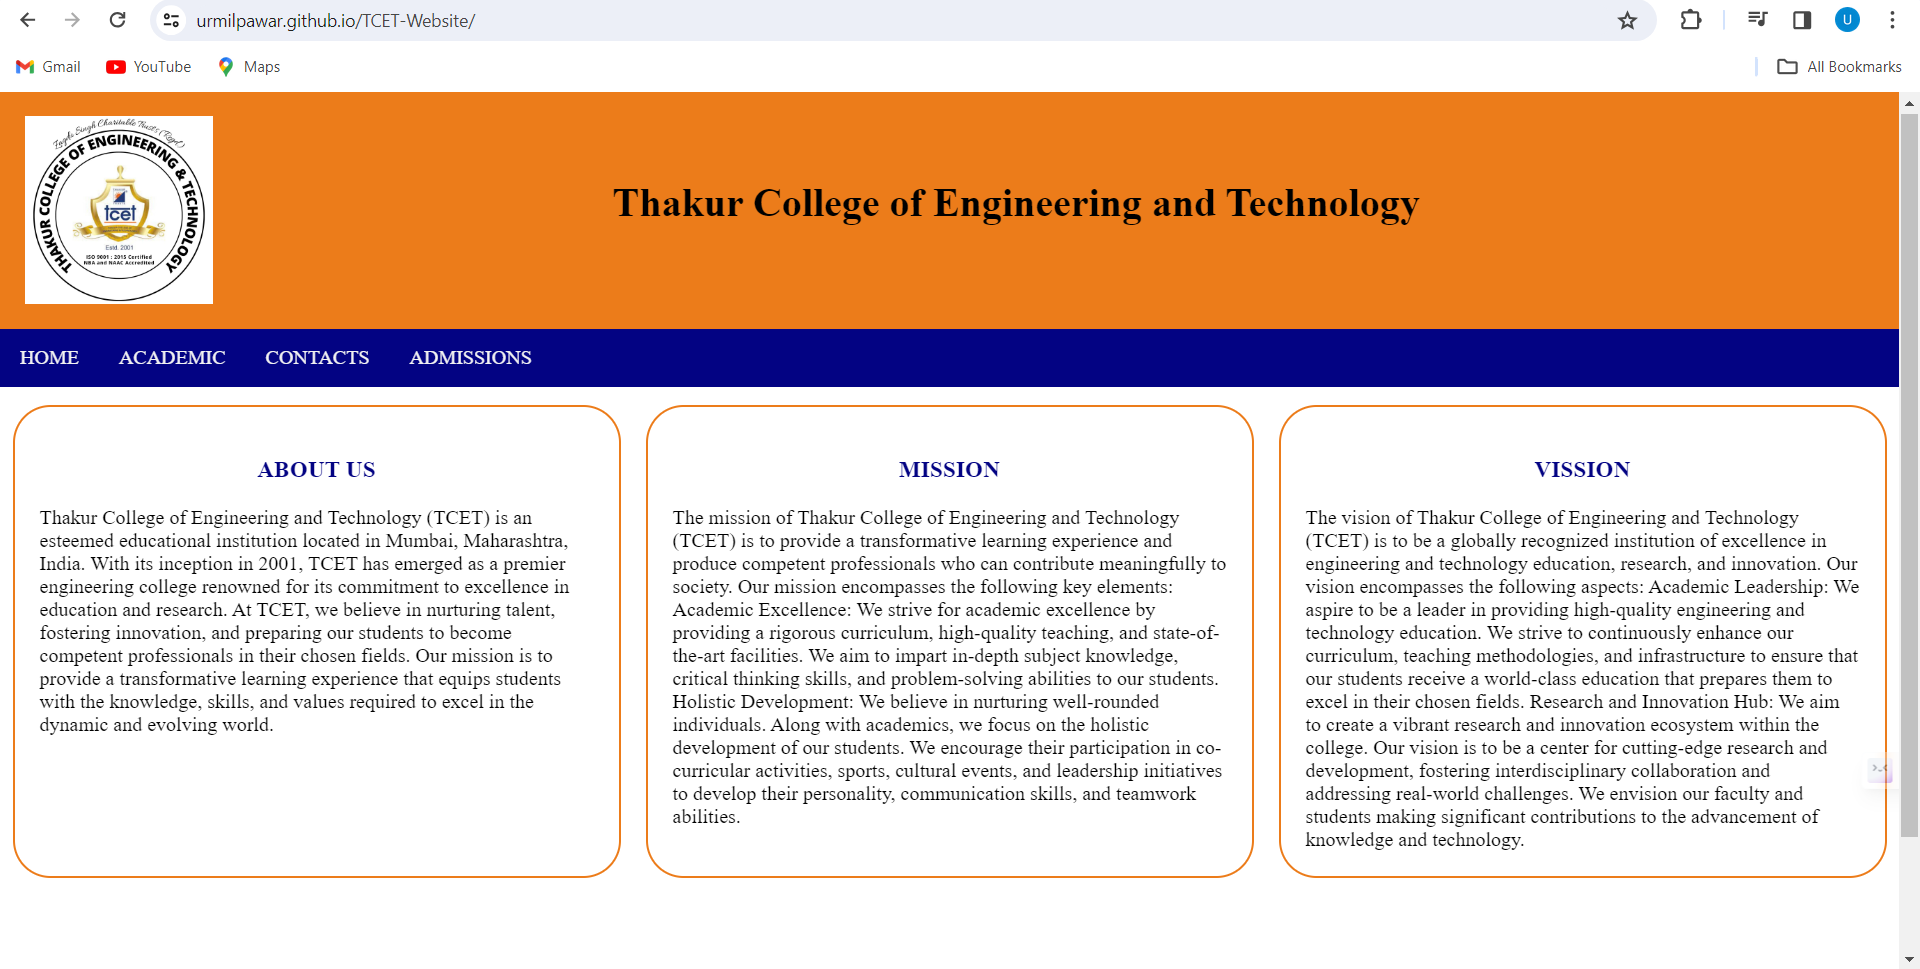 urmilpawar.github.io/TCET-Website/
U
Gmail
YouTube
Maps
All Bookmarks
THAKUR COLLEGE OF ENGINEERING & TECHNOLOGY
tcet
Estd. 2001
ISO 9001 : 2015 Certified
NBA and NAAC Accredited
Thakur College of Engineering and Technology
HOME
ACADEMIC
CONTACTS
ADMISSIONS
ABOUT US
Thakur College of Engineering and Technology (TCET) is an
esteemed educational institution located in Mumbai, Maharashtra,
India. With its inception in 2001, TCET has emerged as a premier
engineering college renowned for its commitment to excellence in
education and research. At TCET, we believe in nurturing talent,
fostering innovation, and preparing our students to become
competent professionals in their chosen fields. Our mission is to
provide a transformative learning experience that equips students
with the knowledge, skills, and values required to excel in the
dynamic and evolving world.
MISSION
The mission of Thakur College of Engineering and Technology
(TCET) is to provide a transformative learning experience and
produce competent professionals who can contribute meaningfully to
society. Our mission encompasses the following key elements:
Academic Excellence: We strive for academic excellence by
providing a rigorous curriculum, high-quality teaching, and state-of-
the-art facilities. We aim to impart in-depth subject knowledge,
critical thinking skills, and problem-solving abilities to our students.
Holistic Development: We believe in nurturing well-rounded
individuals. Along with academics, we focus on the holistic
development of our students. We encourage their participation in co-
curricular activities, sports, cultural events, and leadership initiatives
to develop their personality, communication skills, and teamwork
abilities.
VISSION
The vision of Thakur College of Engineering and Technology
(TCET) is to be a globally recognized institution of excellence in
engineering and technology education, research, and innovation. Our
vision encompasses the following aspects: Academic Leadership: We
aspire to be a leader in providing high-quality engineering and
technology education. We strive to continuously enhance our
curriculum, teaching methodologies, and infrastructure to ensure that
our students receive a world-class education that prepares them to
excel in their chosen fields. Research and Innovation Hub: We aim
to create a vibrant research and innovation ecosystem within the
college. Our vision is to be a center for cutting-edge research and
development, fostering interdisciplinary collaboration and
addressing real-world challenges. We envision our faculty and
students making significant contributions to the advancement of
knowledge and technology.